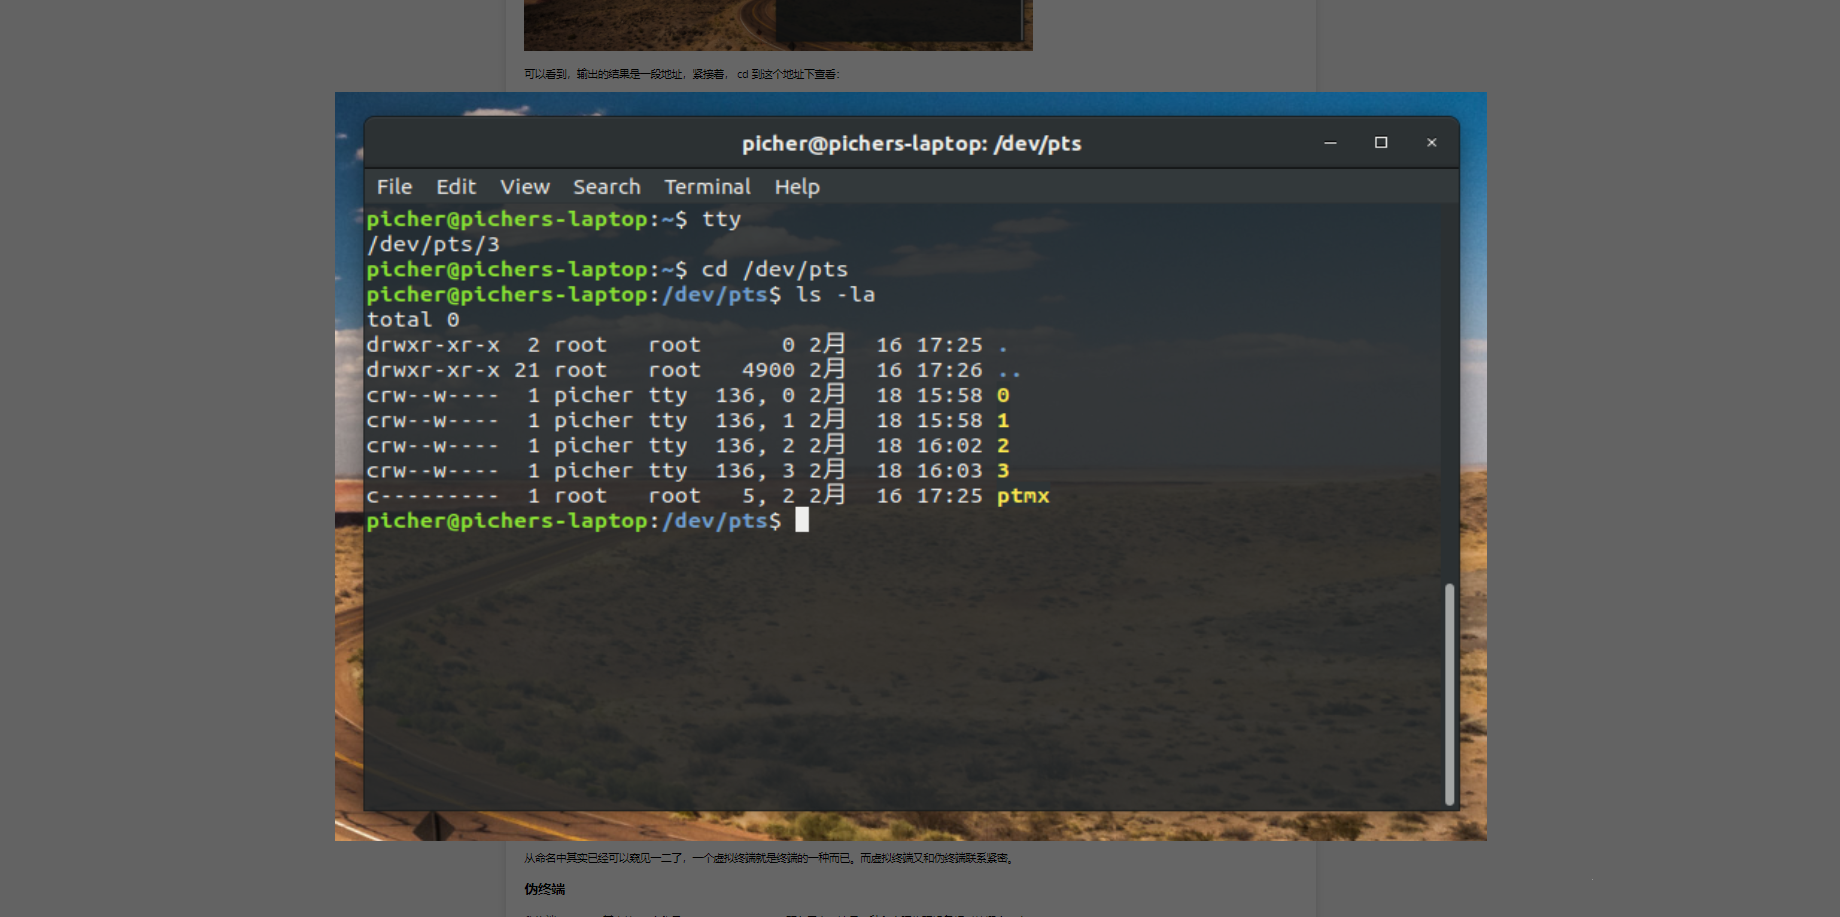 可以看到，输出的结果是一段地址，紧接着， cd 到这个地址下查看：
picher@pichers-laptop: /dev/pts
File Edit View Search Terminal Help
picher@pichers-laptop:~$ tty
/dev/pts/3
picher@pichers-laptop:~$ cd /dev/pts
picher@pichers-laptop:/dev/pts$ ls -la
total 0
drwxr-xr-x  2 root   root      0 2月  16 17:25 .
drwxr-xr-x 21 root   root   4900 2月  16 17:26 ..
crw--w----  1 picher tty  136, 0 2月  18 15:58 0
crw--w----  1 picher tty  136, 1 2月  18 15:58 1
crw--w----  1 picher tty  136, 2 2月  18 16:02 2
crw--w----  1 picher tty  136, 3 2月  18 16:03 3
c---------  1 root   root   5, 2 2月  16 17:25 ptmx
picher@pichers-laptop:/dev/pts$
从命名中其实已经可以窥见一二了，一个虚拟终端就是终端的一种而已。而虚拟终端又和伪终端联系紧密。
伪终端